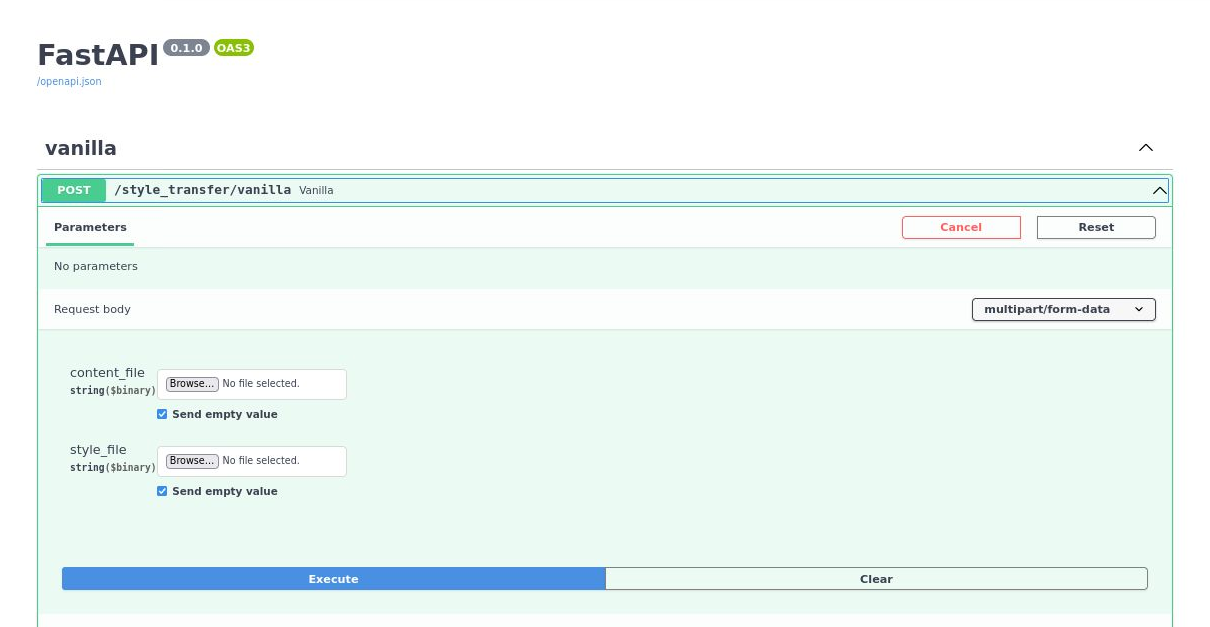 FastAPI 0.1.0 OAS3
/openapi.json
vanilla
POST /style_transfer/vanilla Vanilla
Parameters Cancel Reset
No parameters
Request body multipart/form-data
content_file
string($binary) Browse... No file selected.
Send empty value
style_file
string($binary) Browse... No file selected.
Send empty value
Execute Clear